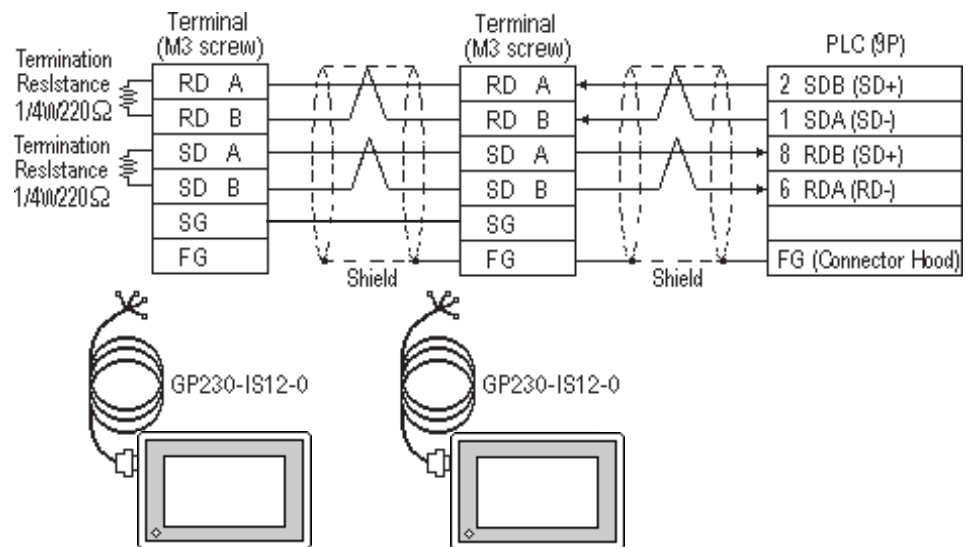 Terminal
(M3 screw)
Terminal
(M3 screw)
PLC (9P)
Termination
Resistance
1/4W220Ω
Termination
Resistance
1/4W220Ω
RD A
RD B
SD A
SD B
SG
FG
RD A
RD B
SD A
SD B
SG
FG
2 SDB (SD+)
1 SDA (SD-)
8 RDB (SD+)
6 RDA (RD-)
FG (Connector Hood)
Shield
Shield
GP230-IS12-0
GP230-IS12-0